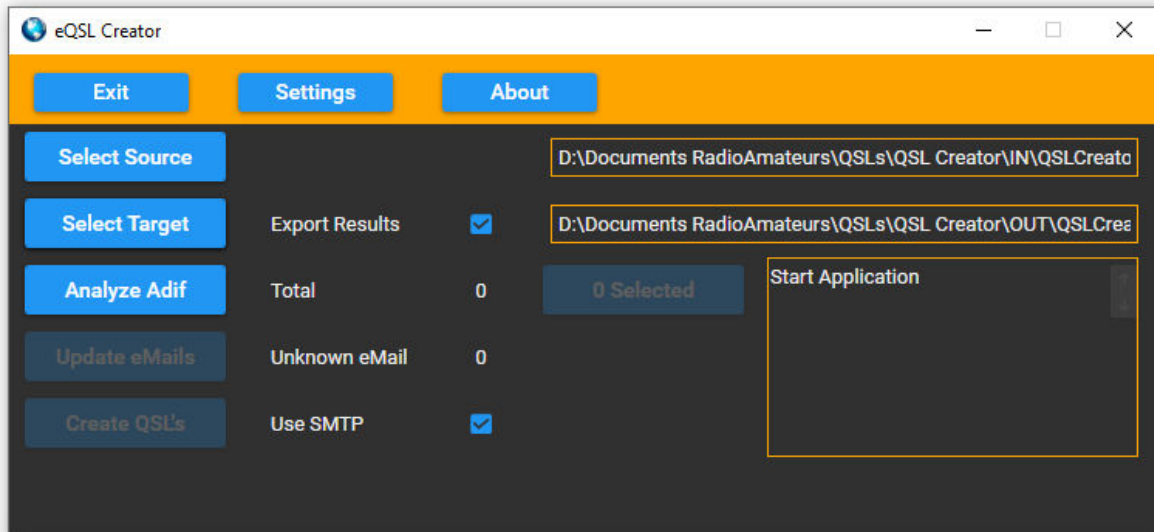 eQSL Creator
Exit Settings About
Select Source D:\Documents RadioAmateurs\QSLs\QSL Creator\IN\QSLCreato
Select Target Export Results D:\Documents RadioAmateurs\QSLs\QSL Creator\OUT\QSLCrea
Analyze Adif Total 0 0 Selected Start Application
Update eMails Unknown eMail 0
Create QSL's Use SMTP